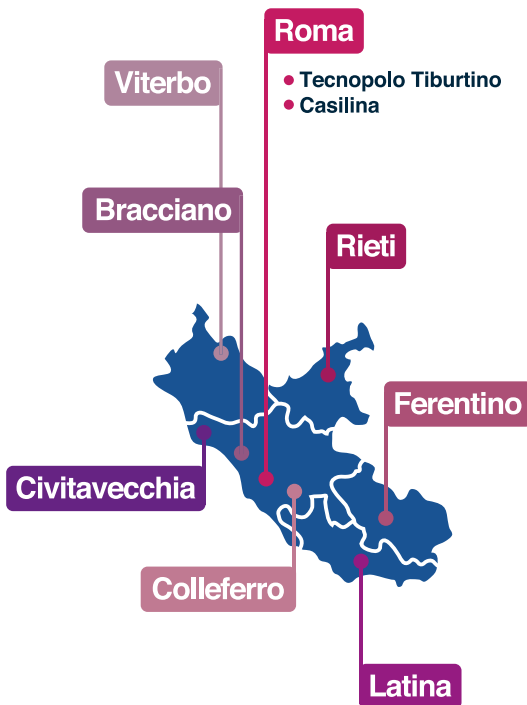 Roma
• Tecnopolo Tiburtino
• Casilina
Viterbo
Bracciano
Rieti
Ferentino
Civitavecchia
Colleferro
Latina